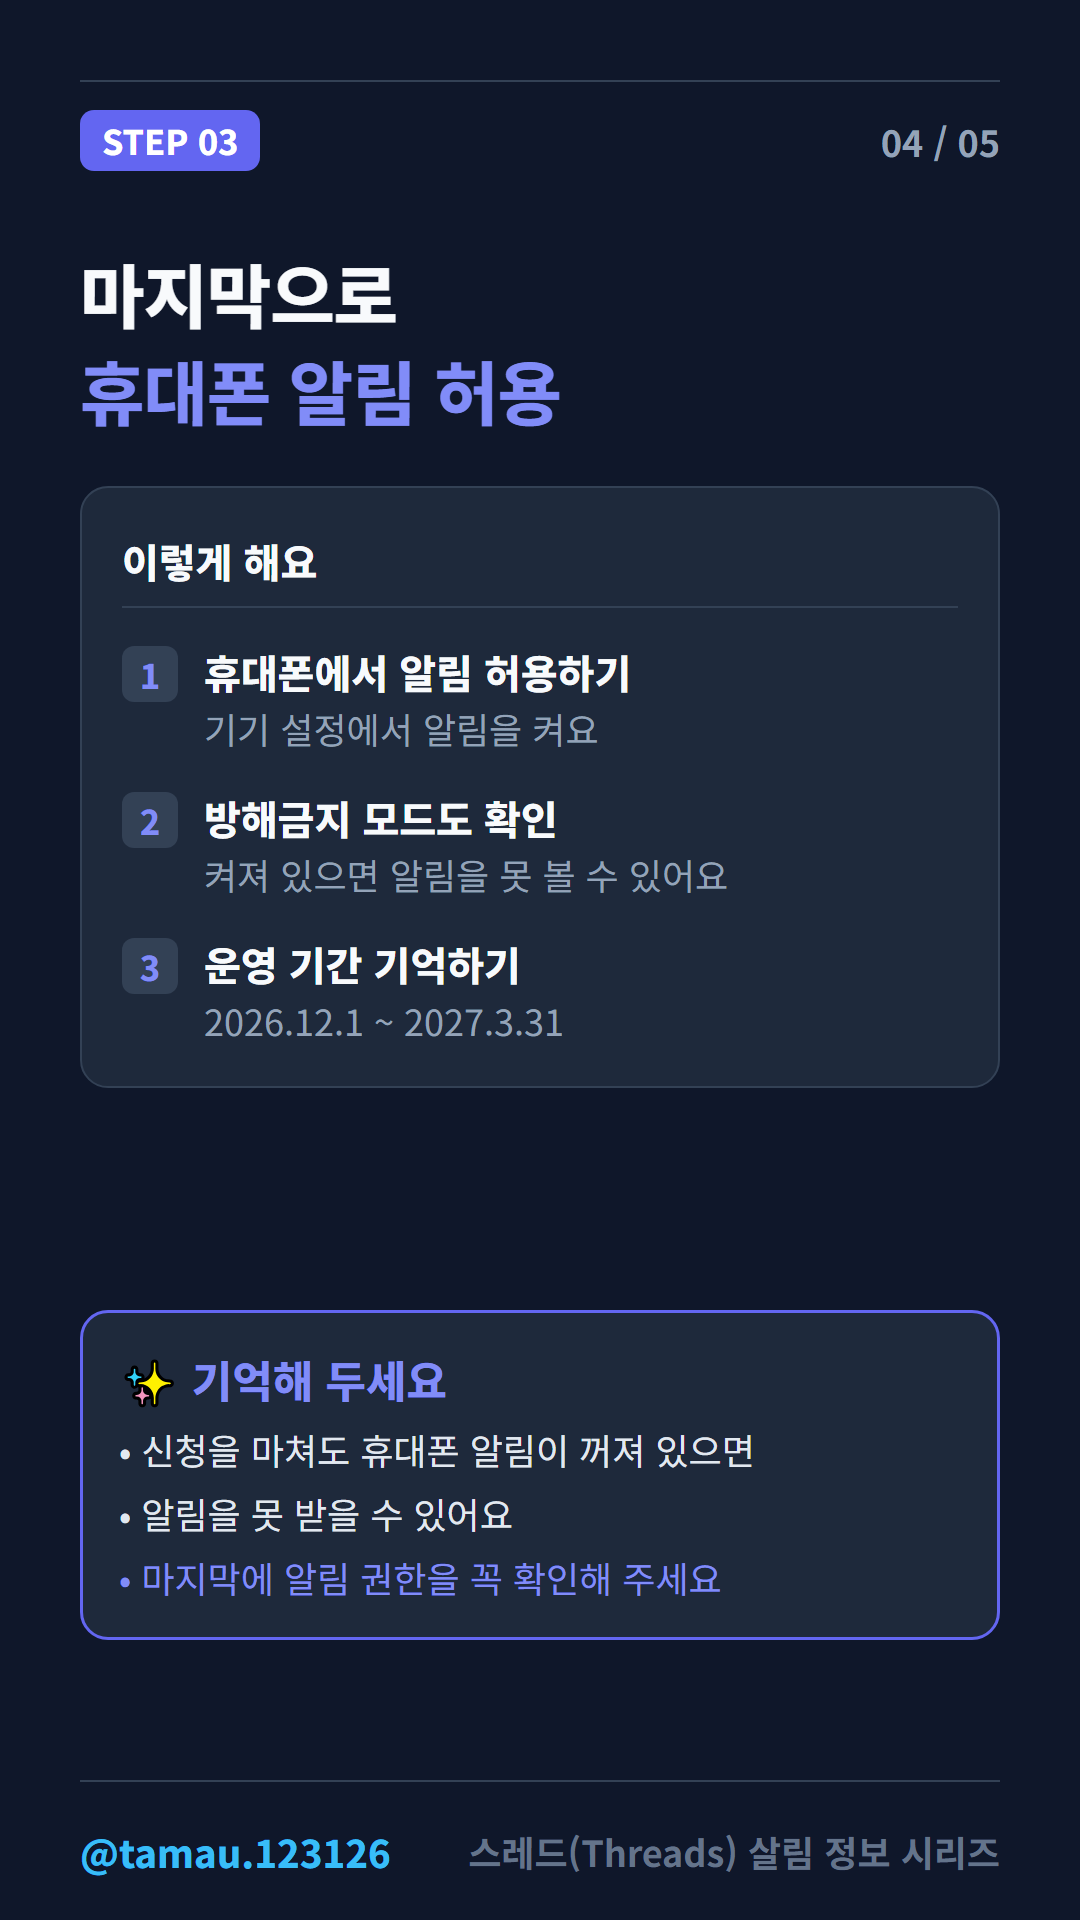 STEP 03
04 / 05
마지막으로
휴대폰 알림 허용
이렇게 해요
1 휴대폰에서 알림 허용하기
기기 설정에서 알림을 켜요
2 방해금지 모드도 확인
켜져 있으면 알림을 못 볼 수 있어요
3 운영 기간 기억하기
2026.12.1 ~ 2027.3.31
✨ 기억해 두세요
• 신청을 마쳐도 휴대폰 알림이 꺼져 있으면
• 알림을 못 받을 수 있어요
• 마지막에 알림 권한을 꼭 확인해 주세요
@tamau.123126
스레드(Threads) 살림 정보 시리즈